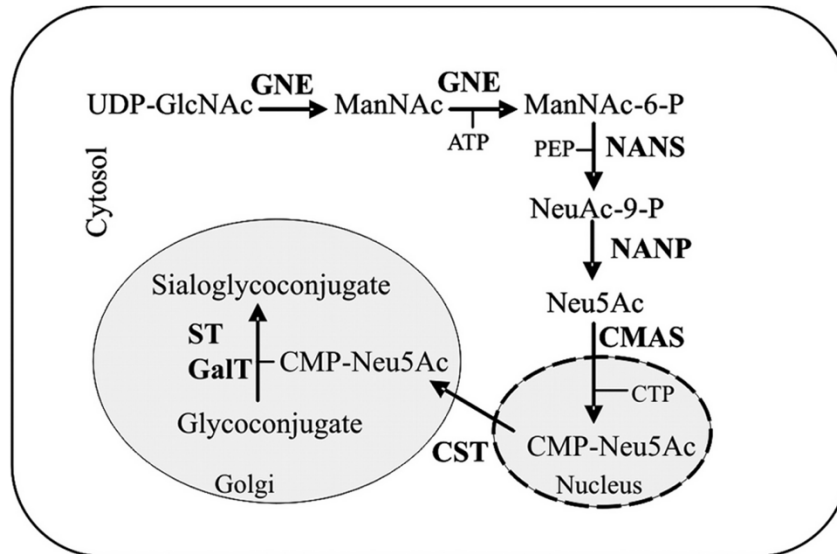 GNE GNE
UDP-GlcNAc ManNAc ManNAc-6-P
ATP
PEP NANS
Cytosol
NeuAc-9-P
NANP
Neu5Ac
CMAS
CTP
CMP-Neu5Ac
Nucleus
CST
Sialoglycoconjugate
ST
GalT CMP-Neu5Ac
Glycoconjugate
Golgi